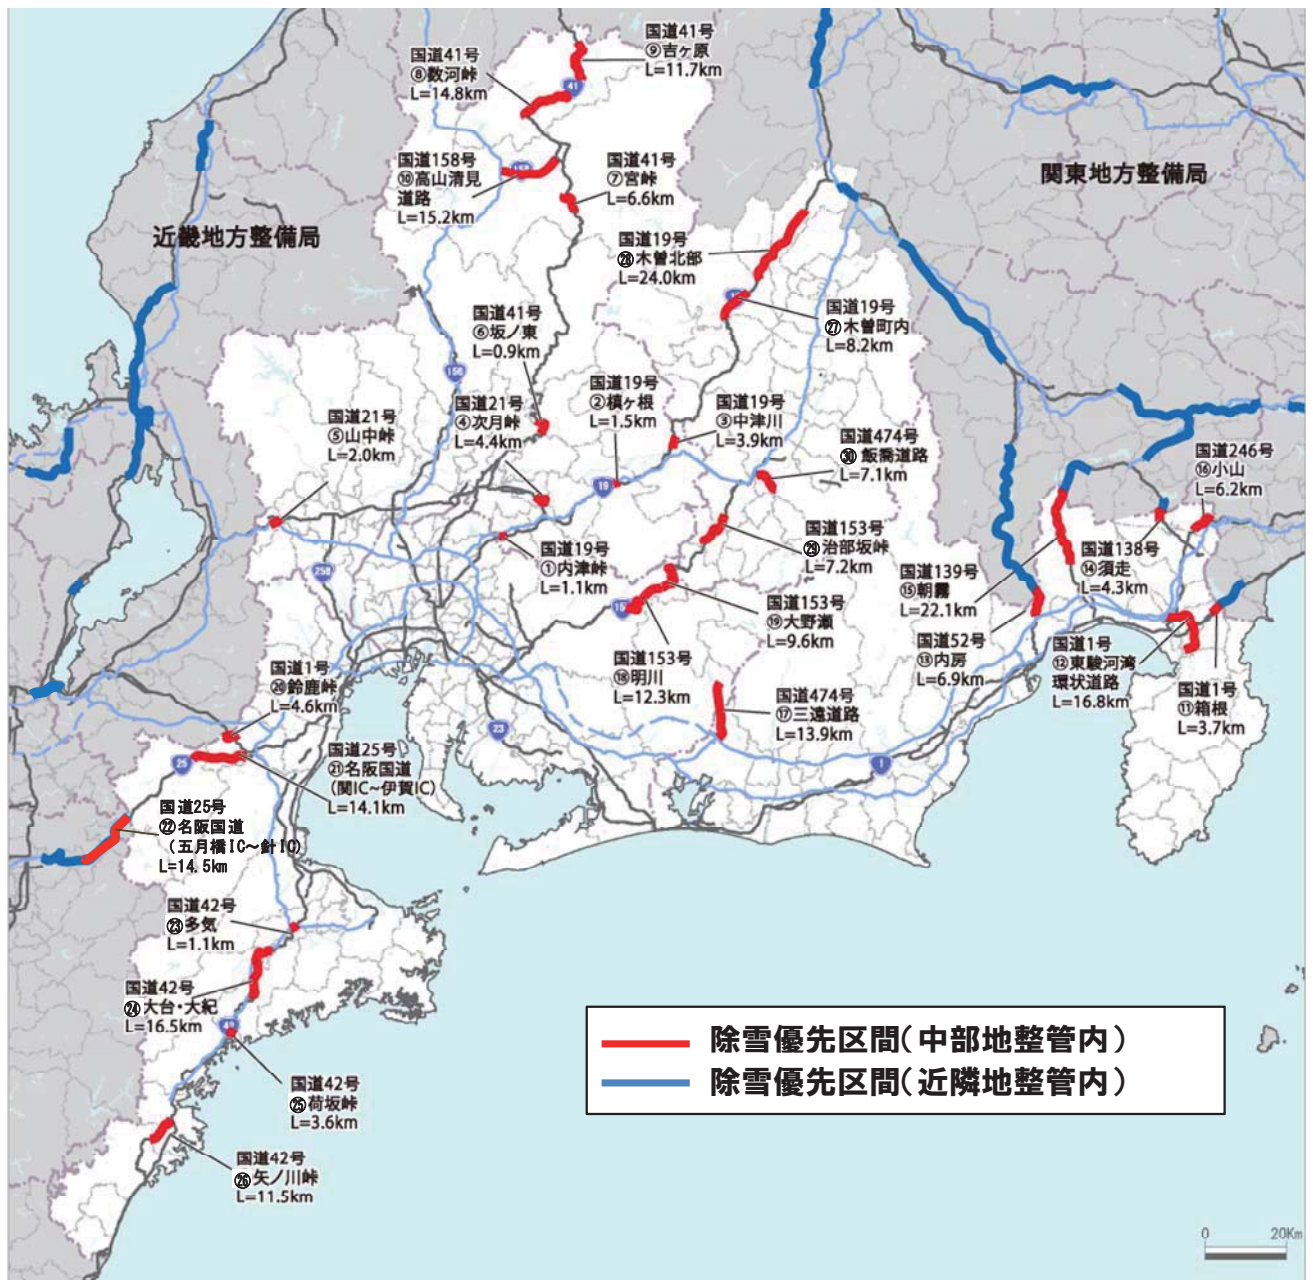 国道41号
⑨吉ヶ原
L=11.7km
国道41号
⑧数河峠
L=14.8km
41
国道158号
⑩高山清見
道路
L=15.2km
158
国道41号
⑦宮峠
L=6.6km
関東地方整備局
近畿地方整備局
国道19号
㉘木曽北部
L=24.0km
19
国道19号
㉗木曽町内
L=8.2km
国道41号
⑥坂ノ東
L=0.9km
156
国道21号
⑤山中峠
L=2.0km
国道21号
④次月峠
L=4.4km
国道19号
②槙ヶ根
L=1.5km
国道19号
③中津川
L=3.9km
国道474号
㉚飯喬道路
L=7.1km
国道246号
⑯小山
L=6.2km
19
国道19号
①内津峠
L=1.1km
258
国道153号
㉙治部坂峠
L=7.2km
国道138号
⑭須走
L=4.3km
国道139号
⑮朝霧
L=22.1km
153
国道153号
⑲大野瀬
L=9.6km
国道52号
⑬内房
L=6.9km
国道1号
⑫東駿河湾
環状道路
L=16.8km
国道1号
⑪箱根
L=3.7km
国道153号
⑱明川
L=12.3km
国道1号
⑳鈴鹿峠
L=4.6km
国道474号
⑰三遠道路
L=13.9km
23
1
25
国道25号
㉑名阪国道
(関IC~伊賀IC)
L=14.1km
国道25号
㉒名阪国道
(五月橋IC~針IC)
L=14.5km
国道42号
㉓多気
L=1.1km
国道42号
㉔大台・大紀
L=16.5km
42
国道42号
㉕荷坂峠
L=3.6km
国道42号
㉖矢ノ川峠
L=11.5km
除雪優先区間(中部地整管内)
除雪優先区間(近隣地整管内)
0 20Km